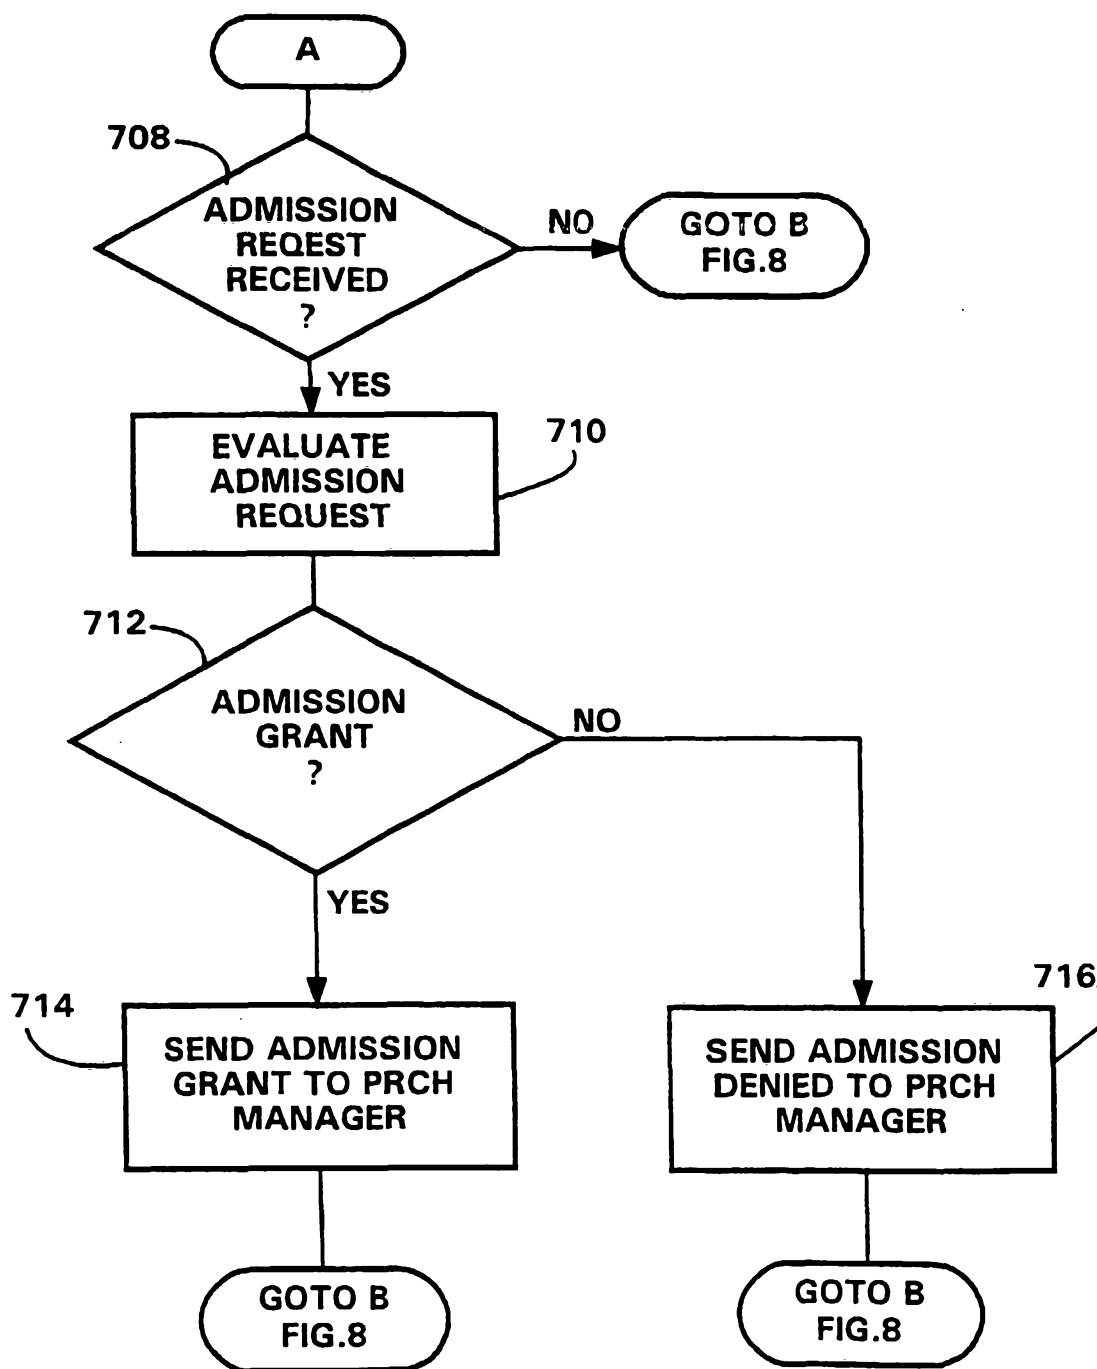 A
708
ADMISSION
REQEST
RECEIVED
?
NO
GOTO B
FIG.8
YES
EVALUATE
ADMISSION
REQUEST
710
712
ADMISSION
GRANT
?
NO
YES
714
SEND ADMISSION
GRANT TO PRCH
MANAGER
716
SEND ADMISSION
DENIED TO PRCH
MANAGER
GOTO B
FIG.8
GOTO B
FIG.8